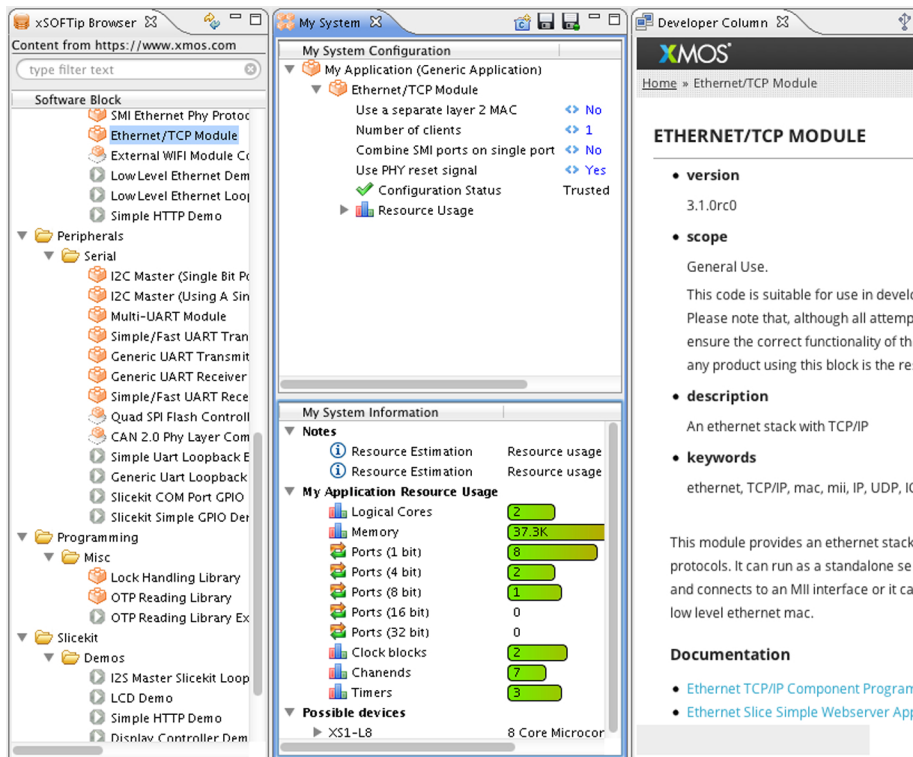 xSOFTip Browser
Content from https://www.xmos.com
type filter text
Software Block
SMI Ethernet Phy Protoc
Ethernet/TCP Module
External WIFI Module Co
Low Level Ethernet Dem
Low Level Ethernet Loop
Simple HTTP Demo
Peripherals
Serial
I2C Master (Single Bit Po
I2C Master (Using A Sin
Multi-UART Module
Simple/Fast UART Tran
Generic UART Transmit
Generic UART Receiver
Simple/Fast UART Rece
Quad SPI Flash Controll
CAN 2.0 Phy Layer Com
Simple Uart Loopback E
Generic Uart Loopback
Slicekit COM Port GPIO
Slicekit Simple GPIO Der
Programming
Misc
Lock Handling Library
OTP Reading Library
OTP Reading Library Ex
Slicekit
Demos
I2S Master Slicekit Loop
LCD Demo
Simple HTTP Demo
Display Controller Dem
My System
My System Configuration
My Application (Generic Application)
Ethernet/TCP Module
Use a separate layer 2 MAC No
Number of clients 1
Combine SMI ports on single port No
Use PHY reset signal Yes
Configuration Status Trusted
Resource Usage
My System Information
Notes
Resource Estimation Resource usage
Resource Estimation Resource usage
My Application Resource Usage
Logical Cores 2
Memory 37.3K
Ports (1 bit) 8
Ports (4 bit) 2
Ports (8 bit) 1
Ports (16 bit) 0
Ports (32 bit) 0
Clock blocks 2
Chanends 7
Timers 3
Possible devices
XS1-L8 8 Core Microcor
Developer Column
XMOS
Home » Ethernet/TCP Module
ETHERNET/TCP MODULE
• version
3.1.0rc0
• scope
General Use.
This code is suitable for use in develo
Please note that, although all attemp
ensure the correct functionality of th
any product using this block is the re
• description
An ethernet stack with TCP/IP
• keywords
ethernet, TCP/IP, mac, mii, IP, UDP, IC
This module provides an ethernet stack
protocols. It can run as a standalone se
and connects to an MII interface or it ca
low level ethernet mac.
Documentation
• Ethernet TCP/IP Component Program
• Ethernet Slice Simple Webserver App